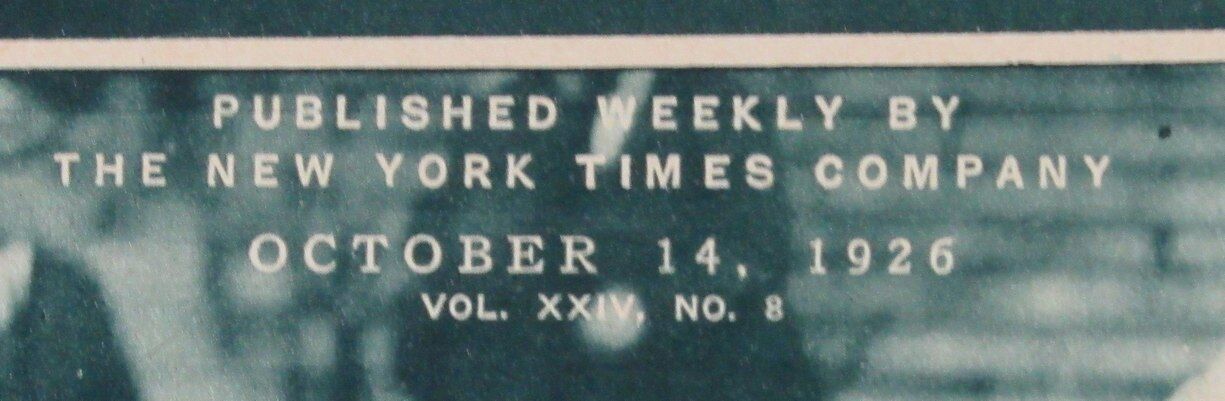 PUBLISHED WEEKLY BY
THE NEW YORK TIMES COMPANY
OCTOBER 14, 1926
VOL. XXIV, NO. 8